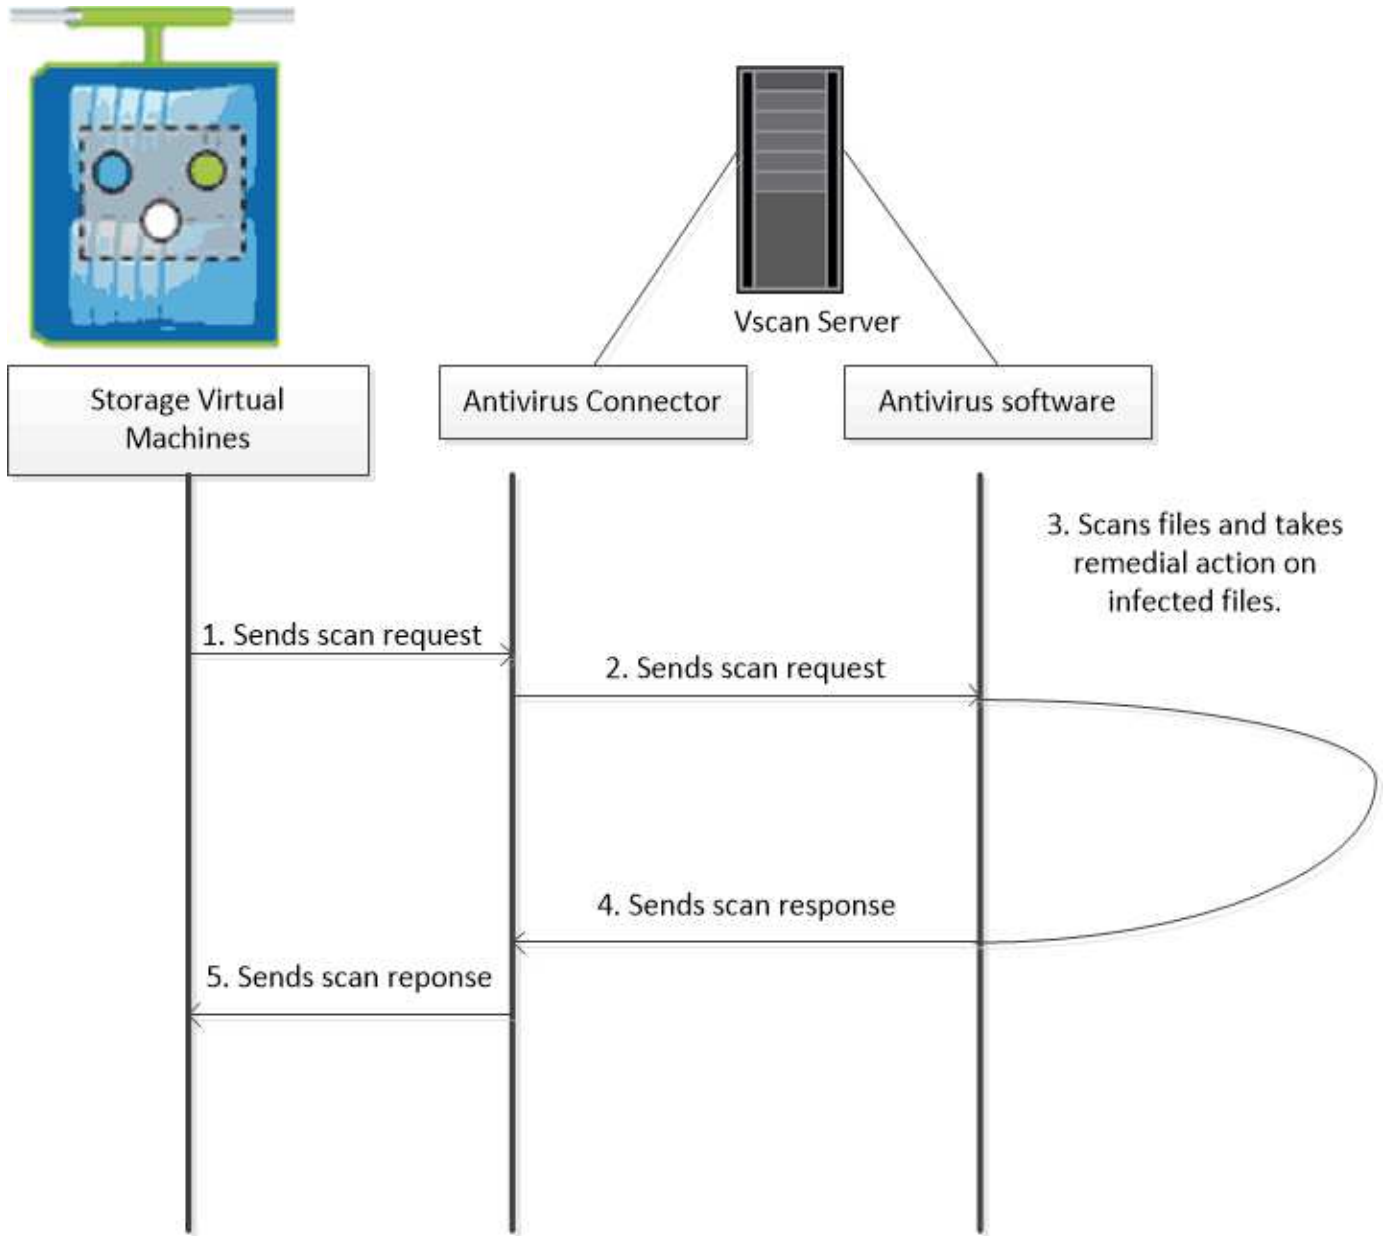 Vscan Server
Storage Virtual
Machines
Antivirus Connector
Antivirus software
3. Scans files and takes
remedial action on
infected files.
1. Sends scan request
2. Sends scan request
4. Sends scan response
5. Sends scan reponse